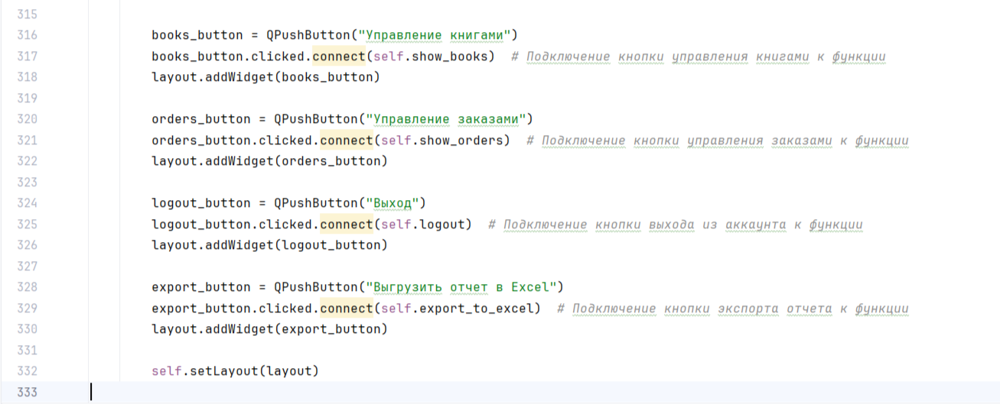 315
316 books_button = QPushButton("Управление книгами")
317 books_button.clicked.connect(self.show_books)  # Подключение кнопки управления книгами к функции
318 layout.addWidget(books_button)
319
320 orders_button = QPushButton("Управление заказами")
321 orders_button.clicked.connect(self.show_orders)  # Подключение кнопки управления заказами к функции
322 layout.addWidget(orders_button)
323
324 logout_button = QPushButton("Выход")
325 logout_button.clicked.connect(self.logout)  # Подключение кнопки выхода из аккаунта к функции
326 layout.addWidget(logout_button)
327
328 export_button = QPushButton("Выгрузить отчет в Excel")
329 export_button.clicked.connect(self.export_to_excel)  # Подключение кнопки экспорта отчета к функции
330 layout.addWidget(export_button)
331
332 self.setLayout(layout)
333